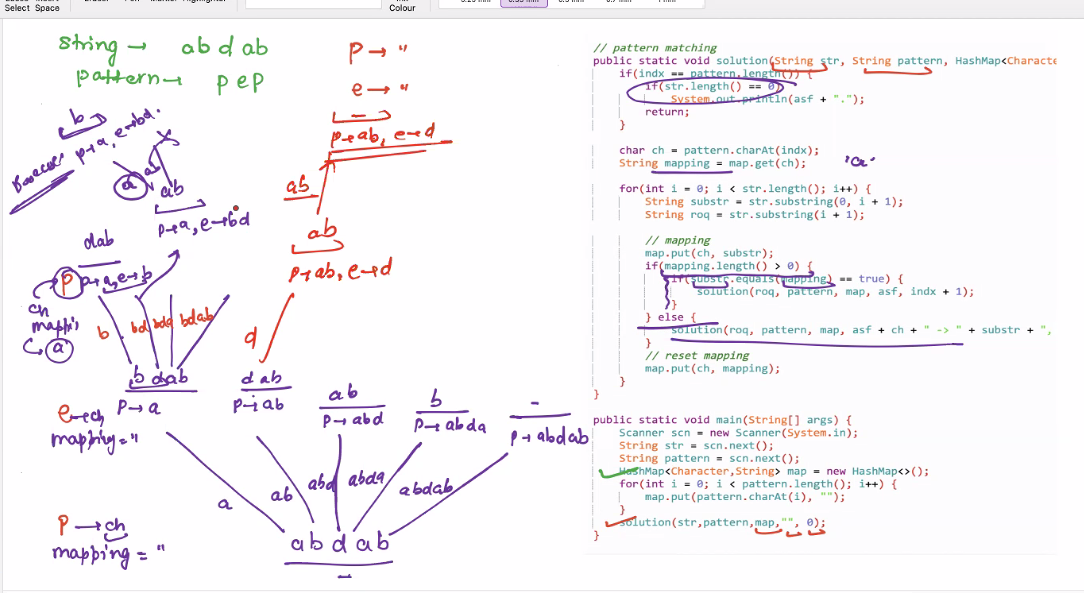 Select Space
Colour
string → abdab
pattern → pep
p → "
e → "
b
p→a, e→bd.
-
p→ab, e→d
a
ab
ab
p→a, e→bd
ab
ab
p→ab, e→d
dab
p
p→a, e→b
ch
mappi
a
b
bd
bda
bdab
d
bdab
p→a
dab
p→ab
ab
p→abd
b
p→abda
-
p→abdab
e→ch
mapping = "
a
ab
abd
abda
abdab
p → ch
mapping = "
abdab
// pattern matching
public static void solution(String str, String pattern, HashMap<Characte
if(indx == pattern.length()) {
if(str.length() == 0)
System.out.println(asf + ".");
return;
}
char ch = pattern.charAt(indx);
String mapping = map.get(ch);
'a'
for(int i = 0; i < str.length(); i++) {
String substr = str.substring(0, i + 1);
String roq = str.substring(i + 1);
// mapping
map.put(ch, substr);
if(mapping.length() > 0) {
if(substr.equals(mapping) == true) {
solution(roq, pattern, map, asf, indx + 1);
}
} else {
solution(roq, pattern, map, asf + ch + " -> " + substr + ",
}
// reset mapping
map.put(ch, mapping);
}
}
public static void main(String[] args) {
Scanner scn = new Scanner(System.in);
String str = scn.next();
String pattern = scn.next();
HashMap<Character,String> map = new HashMap<>();
for(int i = 0; i < pattern.length(); i++) {
map.put(pattern.charAt(i), "");
}
solution(str,pattern,map,"", 0);
}